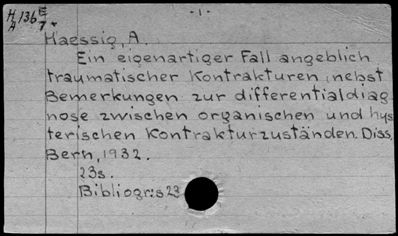 - 1 -
H, 136 E
A 7.
Haessig, A.
Ein eigenartiger Fall angeblich
traumatischer Kontrakturen, nebst
Bemerkungen zur differentialdiag
nose zwischen organischen und hys
terischen Kontrakturzuständen. Diss,
Bern, 1932.
23s.
Bibliogr: s 23